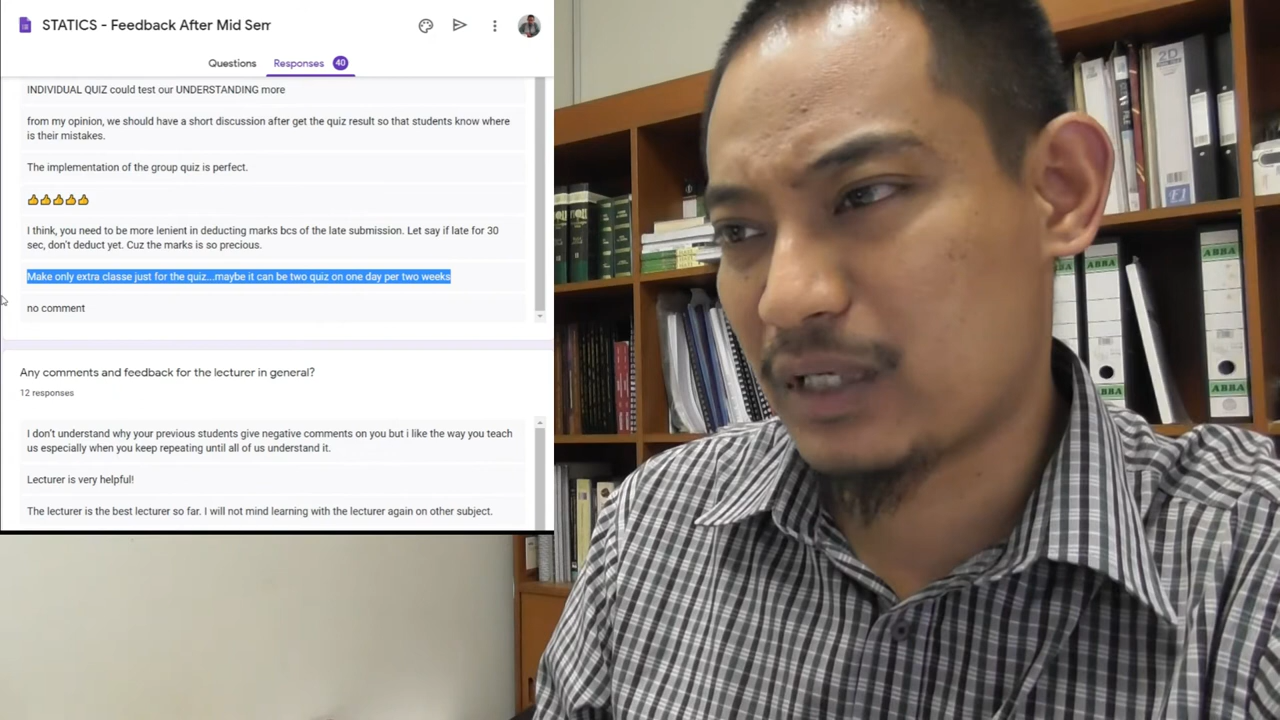 STATICS - Feedback After Mid Sem
Questions
Responses 40
INDIVIDUAL QUIZ could test our UNDERSTANDING more
from my opinion, we should have a short discussion after get the quiz result so that students know where
is their mistakes.
The implementation of the group quiz is perfect.
👍👍👍👍👍
I think, you need to be more lenient in deducting marks bcs of the late submission. Let say if late for 30
sec, don't deduct yet. Cuz the marks is so precious.
Make only extra classe just for the quiz...maybe it can be two quiz on one day per two weeks
no comment
Any comments and feedback for the lecturer in general?
12 responses
I don't understand why your previous students give negative comments on you but i like the way you teach
us especially when you keep repeating until all of us understand it.
Lecturer is very helpful!
The lecturer is the best lecturer so far. I will not mind learning with the lecturer again on other subject.
2D
ABBA
ABBA
ABBA
ABBA